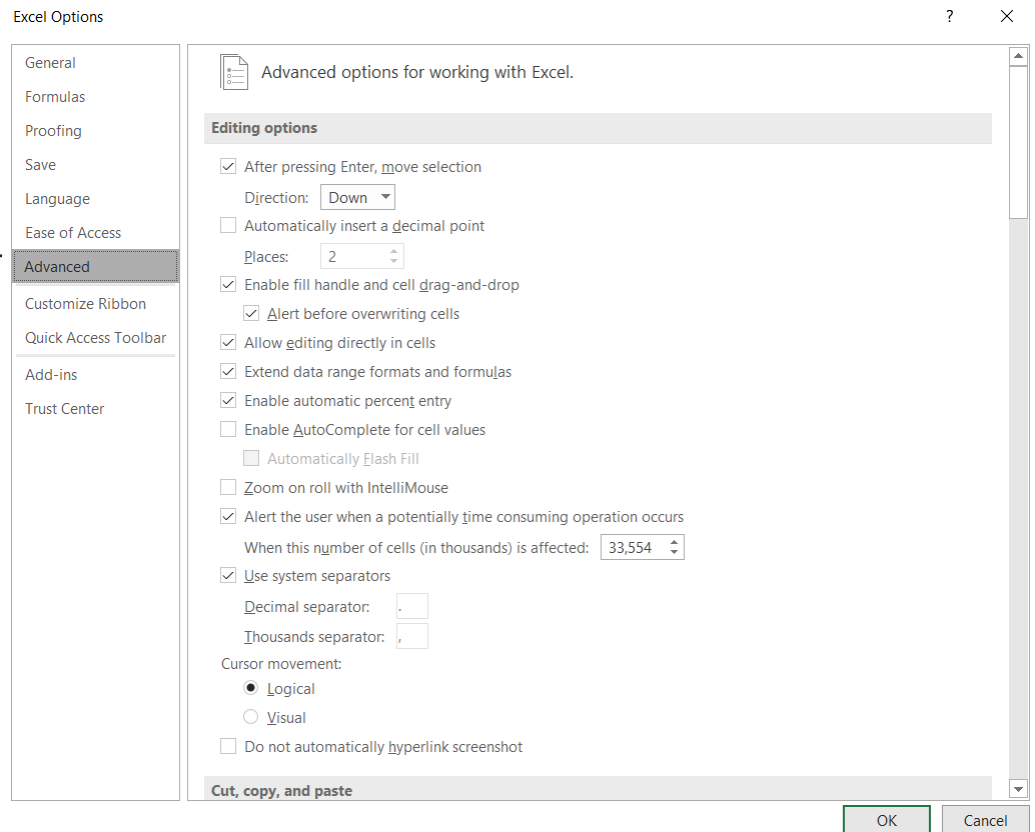 Excel Options
?
General
Formulas
Proofing
Save
Language
Ease of Access
Advanced
Customize Ribbon
Quick Access Toolbar
Add-ins
Trust Center
Advanced options for working with Excel.
Editing options
After pressing Enter, move selection
Direction: Down
Automatically insert a decimal point
Places: 2
Enable fill handle and cell drag-and-drop
Alert before overwriting cells
Allow editing directly in cells
Extend data range formats and formulas
Enable automatic percent entry
Enable AutoComplete for cell values
Automatically Flash Fill
Zoom on roll with IntelliMouse
Alert the user when a potentially time consuming operation occurs
When this number of cells (in thousands) is affected: 33,554
Use system separators
Decimal separator: .
Thousands separator: ,
Cursor movement:
Logical
Visual
Do not automatically hyperlink screenshot
Cut, copy, and paste
OK Cancel